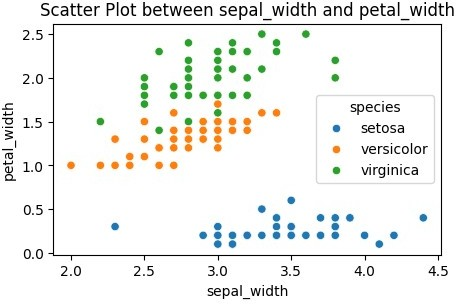 Scatter Plot between sepal_width and petal_width
2.5
2.0
1.5
1.0
0.5
0.0
petal_width
species
setosa
versicolor
virginica
2.0 2.5 3.0 3.5 4.0 4.5
sepal_width